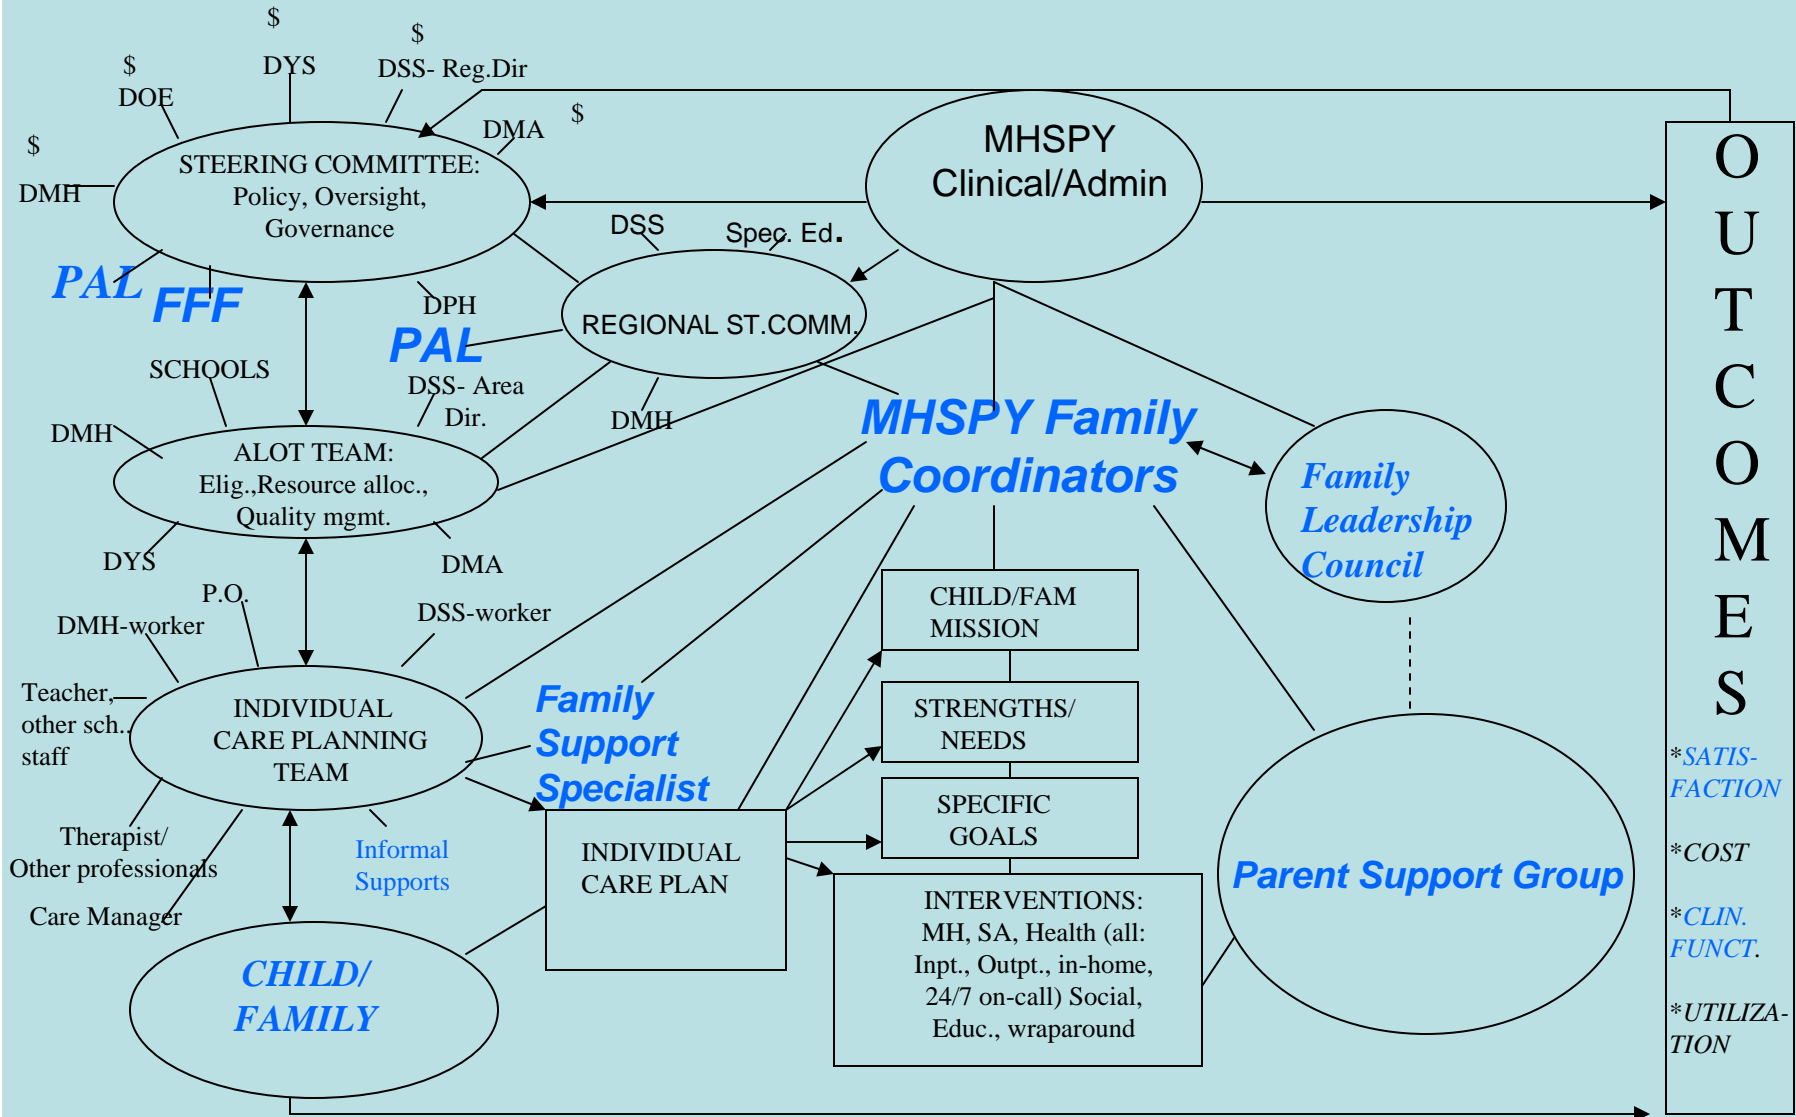 $
DMH
$
DOE
$
DYS
$
DSS- Reg.Dir
$
DMA
STEERING COMMITTEE:
Policy, Oversight,
Governance
PAL
FFF
DPH
MHSPY
Clinical/Admin
DSS
Spec. Ed.
REGIONAL ST.COMM.
PAL
DMH
SCHOOLS
DSS- Area
Dir.
DMH
ALOT TEAM:
Elig.,Resource alloc.,
Quality mgmt.
DYS
DMA
MHSPY Family
Coordinators
Family
Leadership
Council
P.O.
DMH-worker
DSS-worker
Teacher,
other sch..
staff
INDIVIDUAL
CARE PLANNING
TEAM
Therapist/
Other professionals
Care Manager
Informal
Supports
Family
Support
Specialist
CHILD/
FAMILY
INDIVIDUAL
CARE PLAN
CHILD/FAM
MISSION
STRENGTHS/
NEEDS
SPECIFIC
GOALS
INTERVENTIONS:
MH, SA, Health (all:
Inpt., Outpt., in-home,
24/7 on-call) Social,
Educ., wraparound
Parent Support Group
O
U
T
C
O
M
E
S
*SATIS-
FACTION
*COST
*CLIN.
FUNCT.
*UTILIZA-
TION